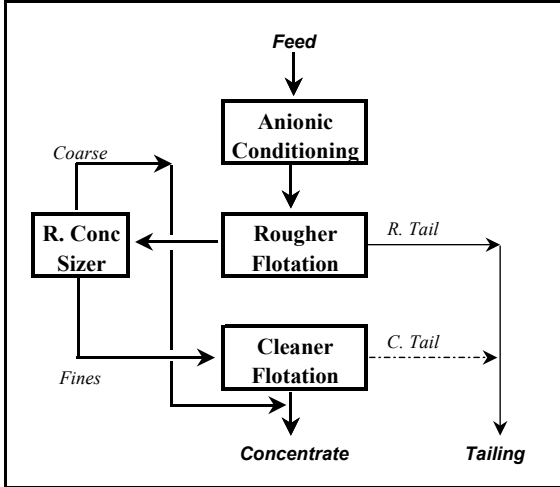 Feed
Anionic
Conditioning
Coarse
R. Conc
Sizer
Rougher
Flotation
R. Tail
Cleaner
Flotation
C. Tail
Fines
Concentrate
Tailing